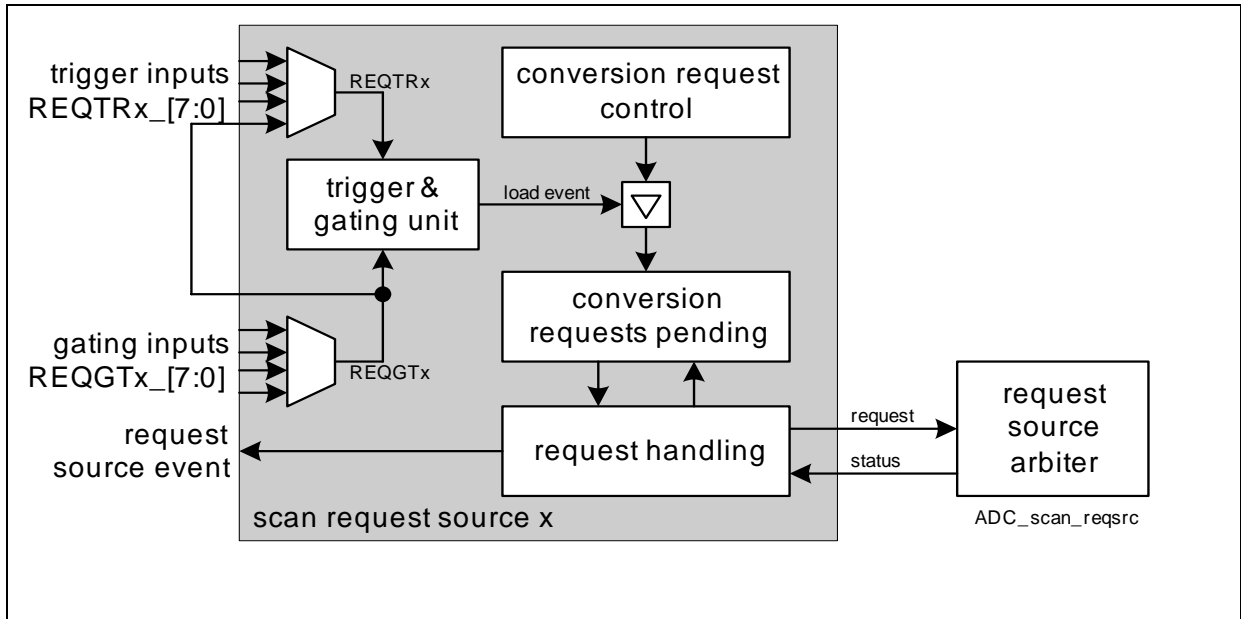 trigger inputs
REQTRx_[7:0]
REQTRx
conversion request
control
trigger &
gating unit
load event
conversion
requests pending
gating inputs
REQGTx_[7:0]
REQGTx
request
source event
request handling
request
status
request
source
arbiter
scan request source x
ADC_scan_reqsrc